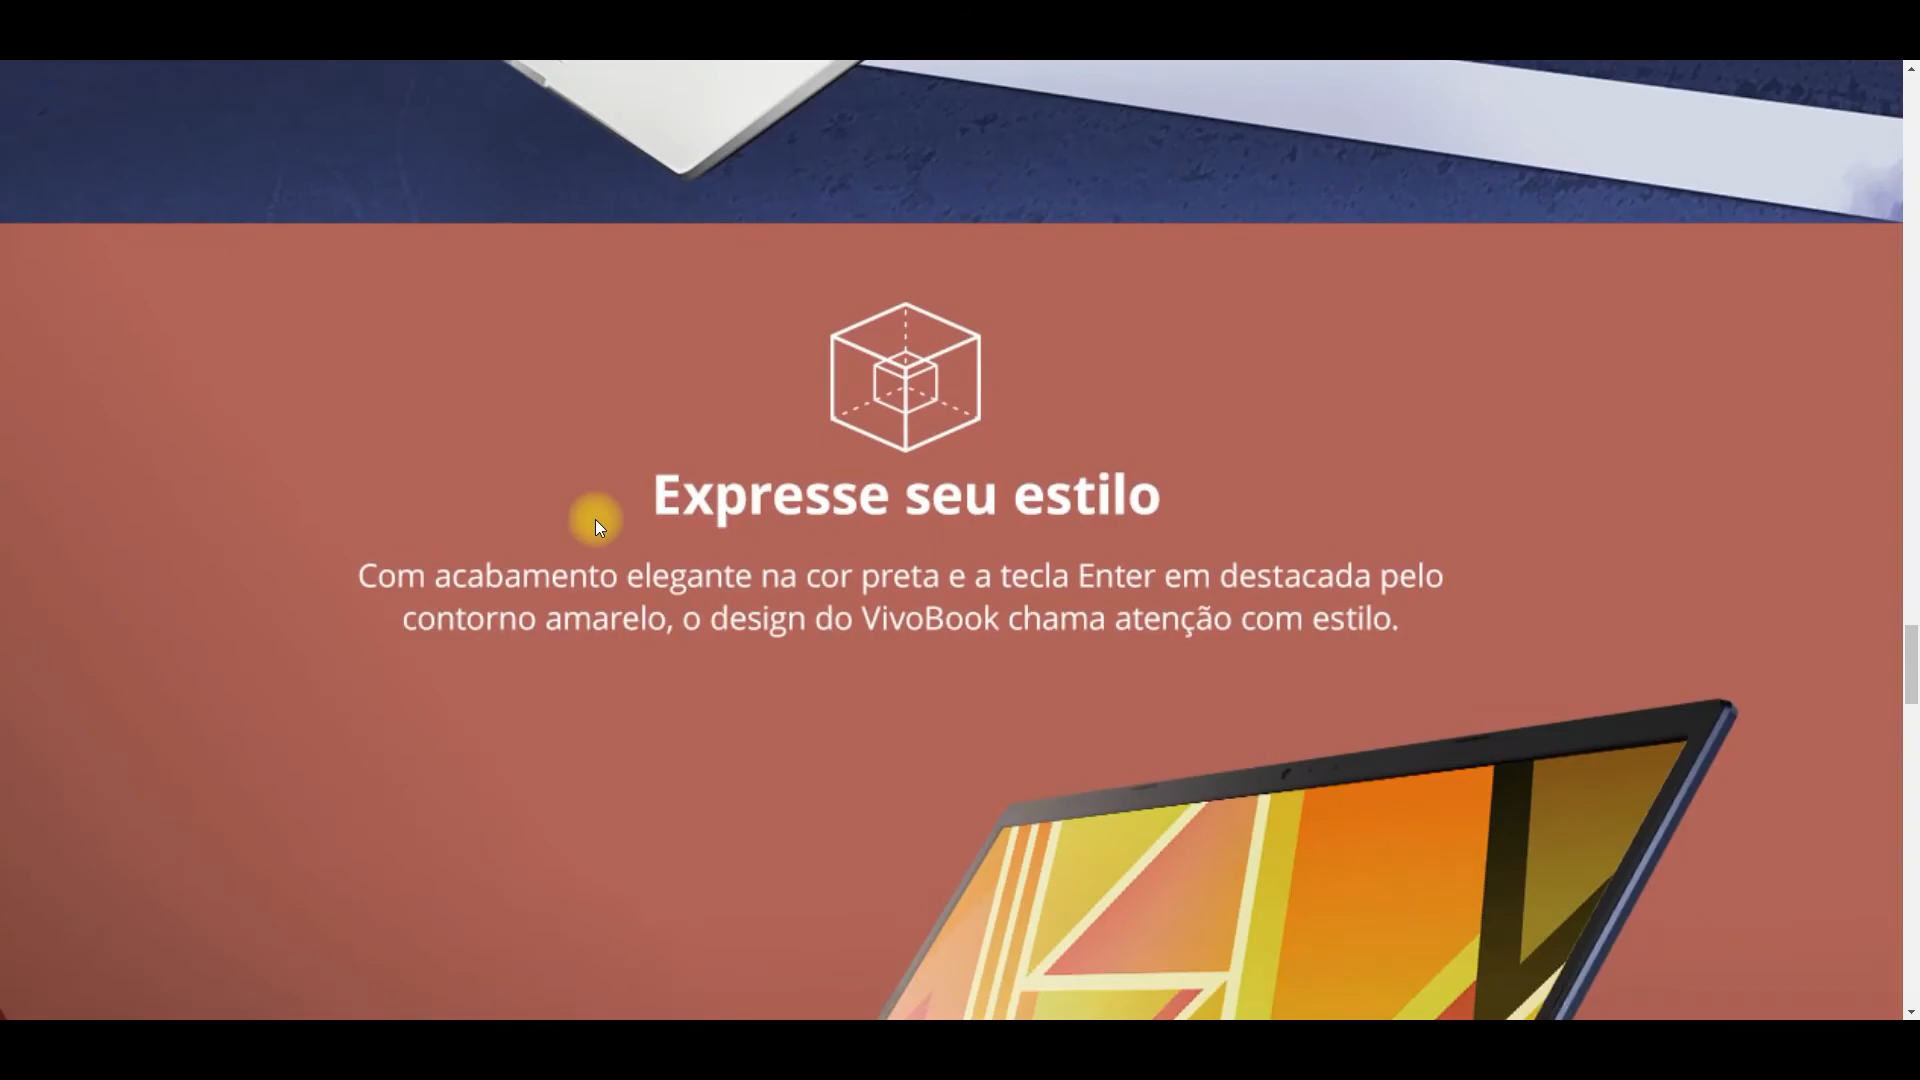 Expresse seu estilo
Com acabamento elegante na cor preta e a tecla Enter em destacada pelo
contorno amarelo, o design do VivoBook chama atenção com estilo.